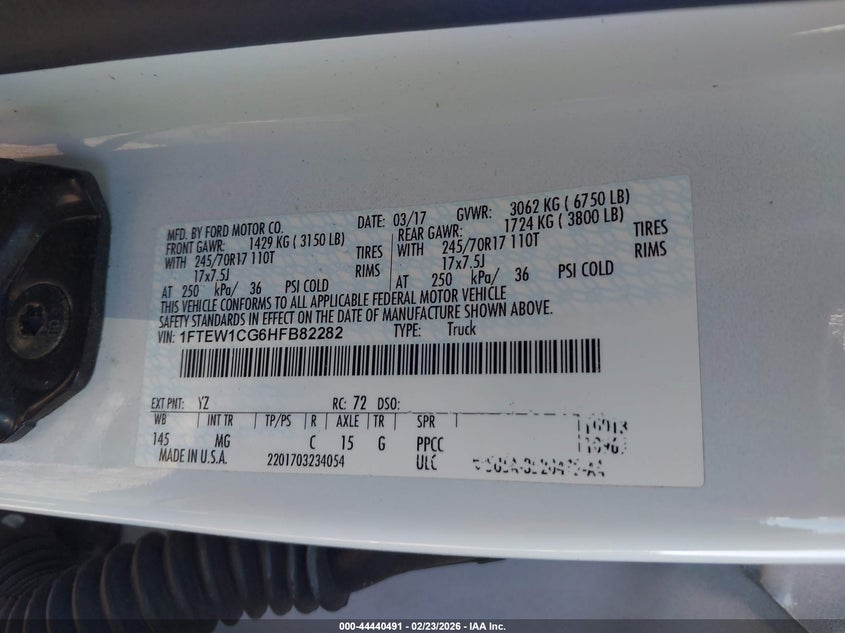 MFD. BY FORD MOTOR CO. DATE: 03/17 GVWR: 3062 KG ( 6750 LB)
FRONT GAWR: 1429 KG ( 3150 LB) REAR GAWR: 1724 KG ( 3800 LB)
WITH 245/70R17 110T TIRES WITH 245/70R17 110T TIRES
17x7.5J RIMS 17x7.5J RIMS
AT 250 kPa/ 36 PSI COLD AT 250 kPa/ 36 PSI COLD
THIS VEHICLE CONFORMS TO ALL APPLICABLE FEDERAL MOTOR VEHICLE
SAFETY STANDARDS IN EFFECT ON THE DATE OF MANUFACTURE SHOWN ABOVE.
VIN: 1FTEW1CG6HFB82282 TYPE: Truck
EXT PNT: YZ RC: 72 DSO:
WB INT TR TP/PS R AXLE TR SPR
145 MG C 15 G PPCC
MADE IN U.S.A. 2201703234054 ULC
000-44440491 - 02/23/2026 - IAA Inc.